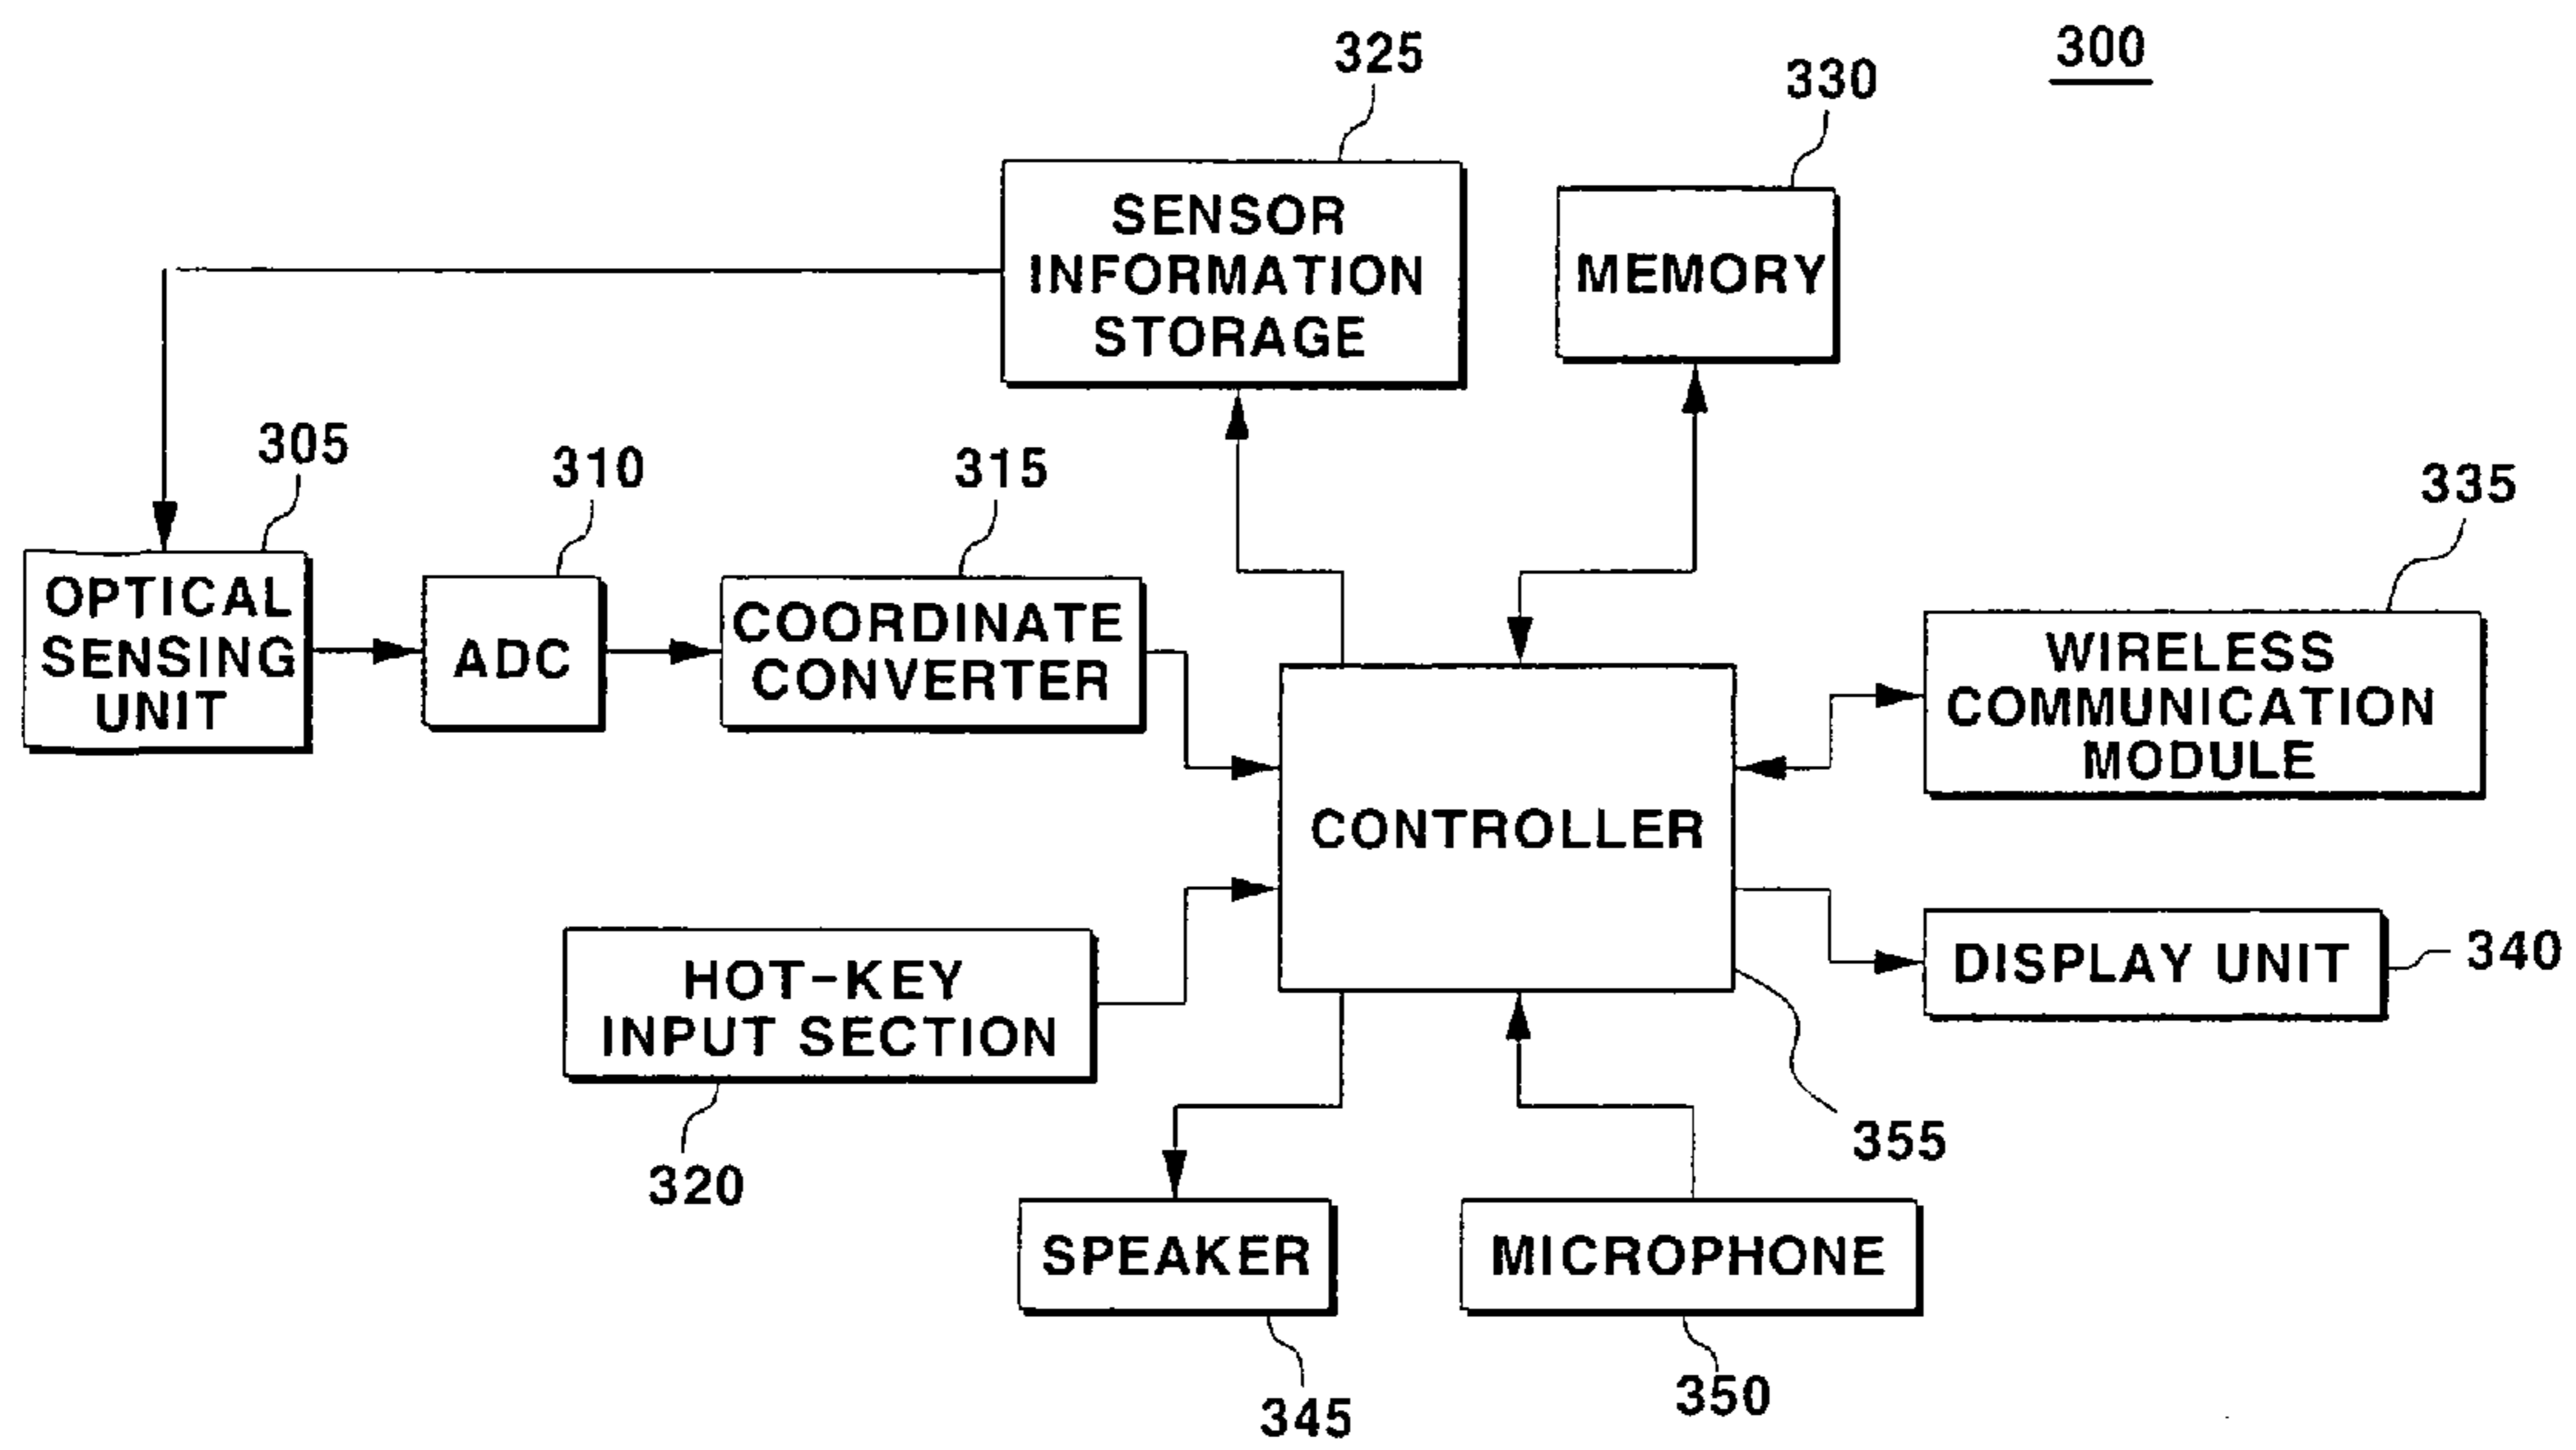 300
325
330
SENSOR
INFORMATION
STORAGE
MEMORY
305
310
315
335
OPTICAL
SENSING
UNIT
ADC
COORDINATE
CONVERTER
WIRELESS
COMMUNICATION
MODULE
CONTROLLER
HOT-KEY
INPUT SECTION
DISPLAY UNIT
340
320
355
SPEAKER
MICROPHONE
345
350